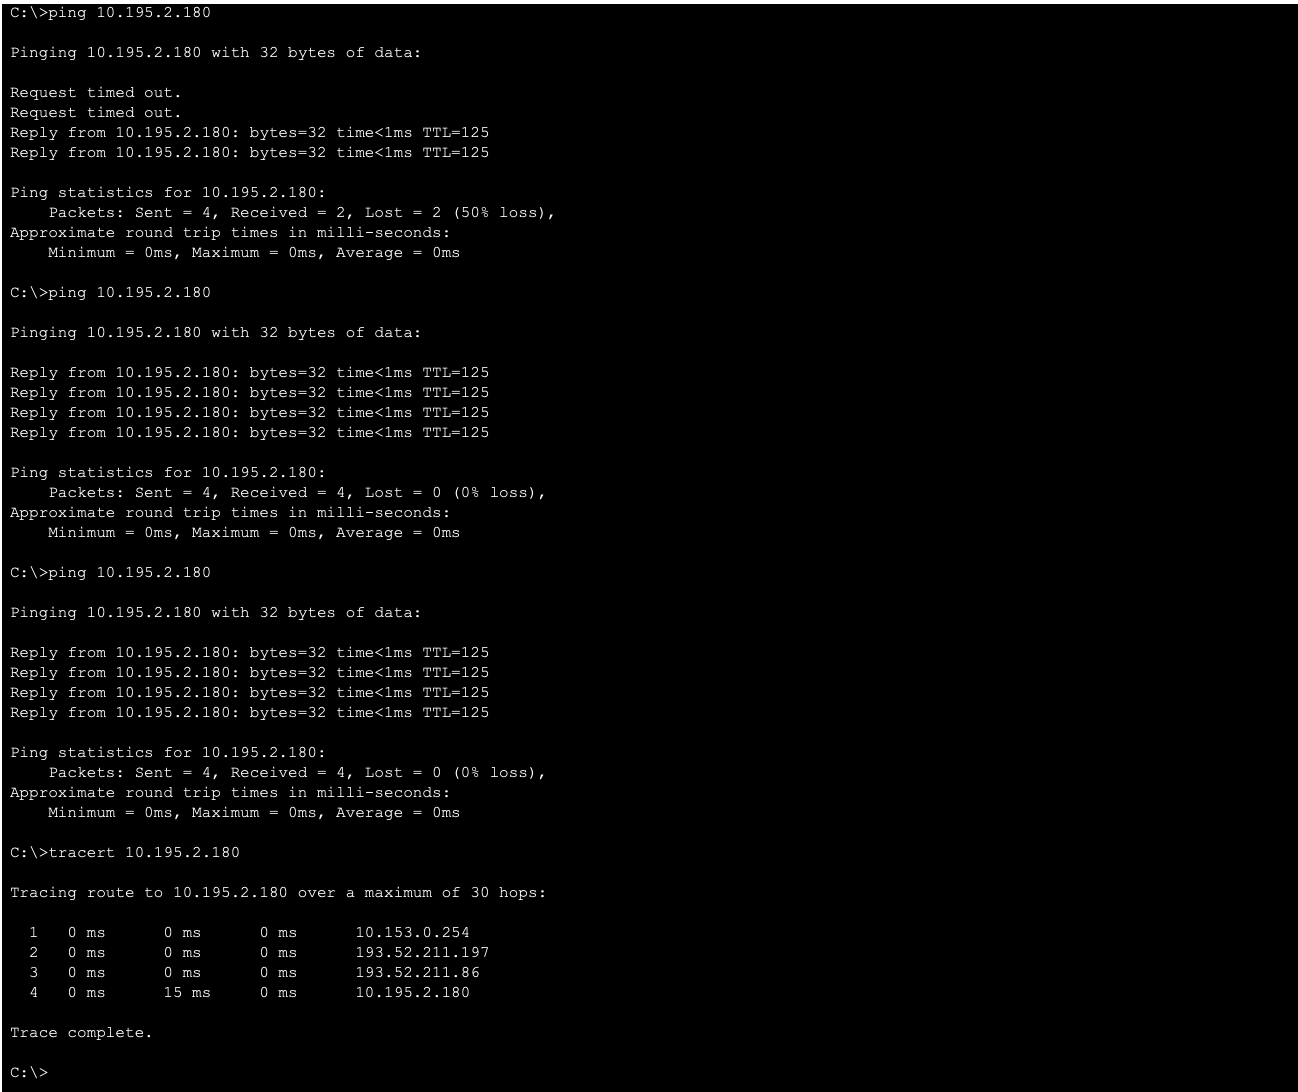 C:\>ping 10.195.2.180
Pinging 10.195.2.180 with 32 bytes of data:
Request timed out.
Request timed out.
Reply from 10.195.2.180: bytes=32 time<1ms TTL=125
Reply from 10.195.2.180: bytes=32 time<1ms TTL=125
Ping statistics for 10.195.2.180:
    Packets: Sent = 4, Received = 2, Lost = 2 (50% loss),
Approximate round trip times in milli-seconds:
    Minimum = 0ms, Maximum = 0ms, Average = 0ms
C:\>ping 10.195.2.180
Pinging 10.195.2.180 with 32 bytes of data:
Reply from 10.195.2.180: bytes=32 time<1ms TTL=125
Reply from 10.195.2.180: bytes=32 time<1ms TTL=125
Reply from 10.195.2.180: bytes=32 time<1ms TTL=125
Reply from 10.195.2.180: bytes=32 time<1ms TTL=125
Ping statistics for 10.195.2.180:
    Packets: Sent = 4, Received = 4, Lost = 0 (0% loss),
Approximate round trip times in milli-seconds:
    Minimum = 0ms, Maximum = 0ms, Average = 0ms
C:\>ping 10.195.2.180
Pinging 10.195.2.180 with 32 bytes of data:
Reply from 10.195.2.180: bytes=32 time<1ms TTL=125
Reply from 10.195.2.180: bytes=32 time<1ms TTL=125
Reply from 10.195.2.180: bytes=32 time<1ms TTL=125
Reply from 10.195.2.180: bytes=32 time<1ms TTL=125
Ping statistics for 10.195.2.180:
    Packets: Sent = 4, Received = 4, Lost = 0 (0% loss),
Approximate round trip times in milli-seconds:
    Minimum = 0ms, Maximum = 0ms, Average = 0ms
C:\>tracert 10.195.2.180
Tracing route to 10.195.2.180 over a maximum of 30 hops:
  1   0 ms      0 ms      0 ms      10.153.0.254
  2   0 ms      0 ms      0 ms      193.52.211.197
  3   0 ms      0 ms      0 ms      193.52.211.86
  4   0 ms      15 ms     0 ms      10.195.2.180
Trace complete.
C:\>